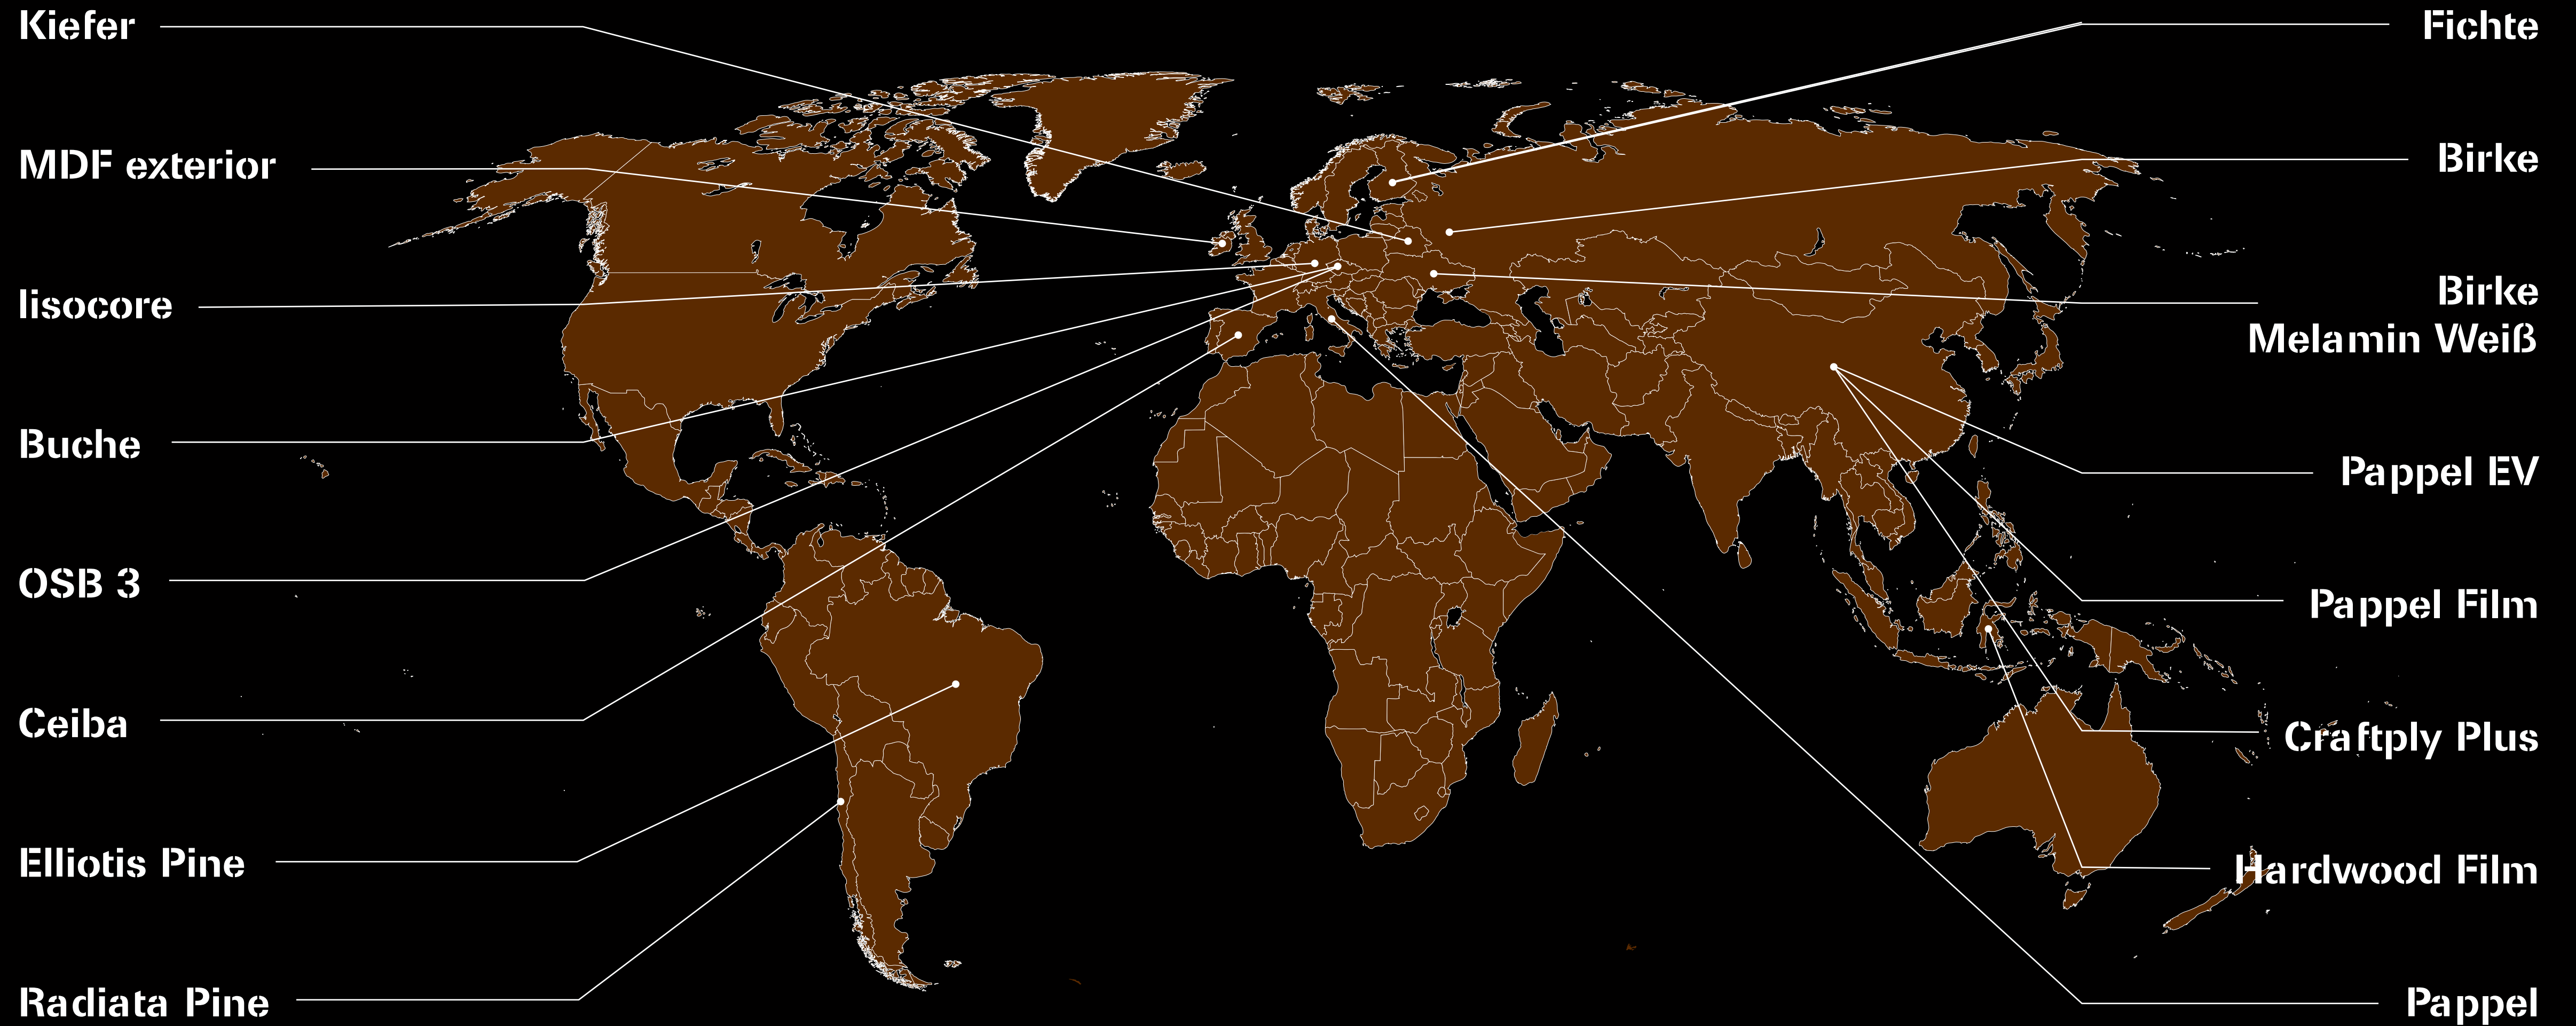 Kiefer
MDF exterior
lisocore
Buche
OSB 3
Ceiba
Elliotis Pine
Radiata Pine
Fichte
Birke
Birke
Melamin Weiß
Pappel EV
Pappel Film
Craftply Plus
Hardwood Film
Pappel